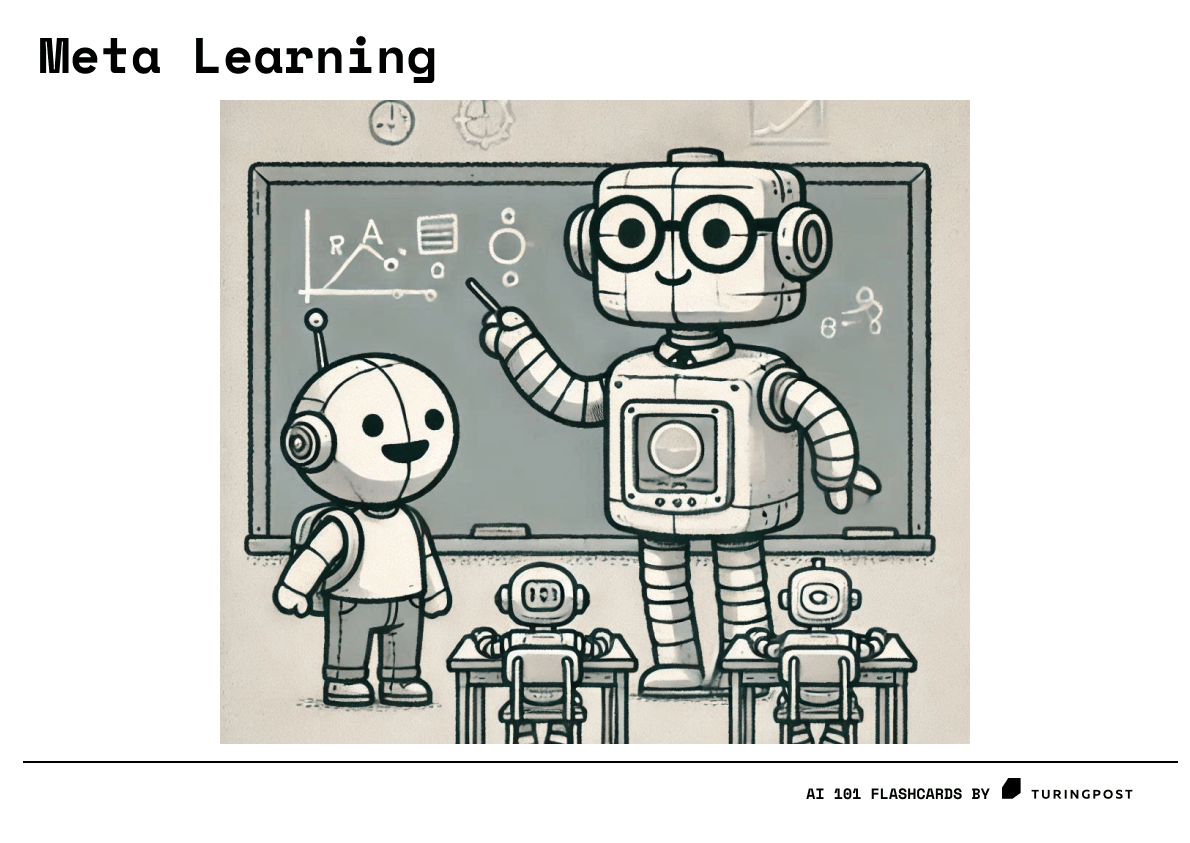 Meta Learning
R A
AI 101 FLASHCARDS BY TURINGPOST